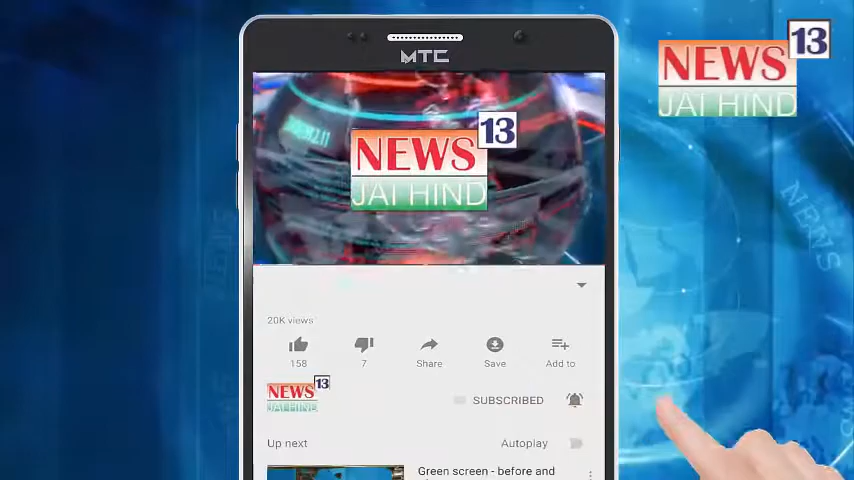 13
NEWS
JAI HIND
MTC
13
NEWS
JAI HIND
NEWS
20K views
158
7
Share
Save
Add to
13
NEWS
JAI HIND
SUBSCRIBED
Up next
Autoplay
Green screen - before and